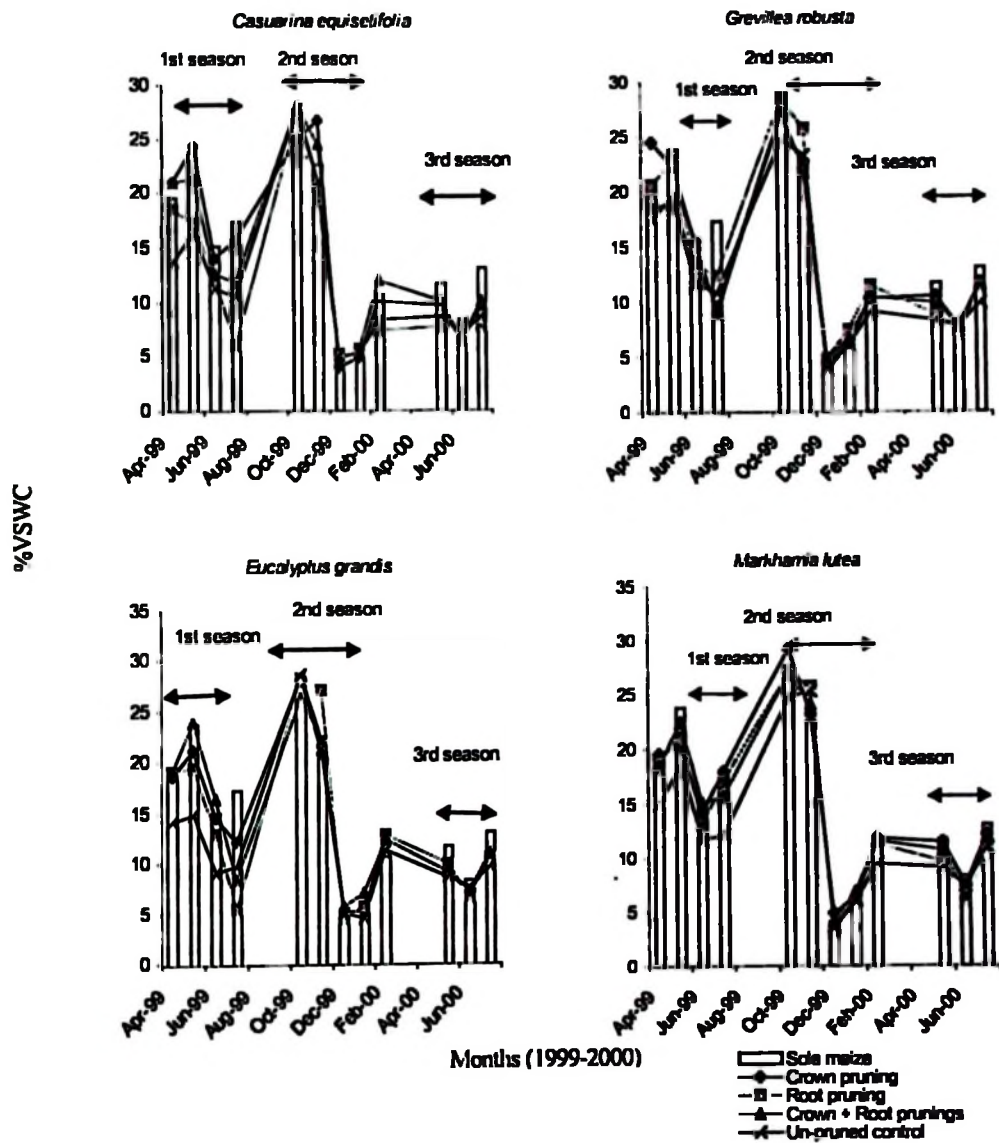 Casuarina equisetifolia
1st season
2nd seson
3rd season
30
25
20
15
10
5
0
Apr-99
Jun-99
Aug-99
Oct-99
Dec-99
Feb-00
Apr-00
Jun-00
Grevillea robusta
2nd season
1st season
3rd season
30
25
20
15
10
5
0
Apr-99
Jun-99
Aug-99
Oct-99
Dec-99
Feb-00
Apr-00
Jun-00
%VSWC
Eucalyptus grandis
2nd season
1st season
3rd season
35
30
25
20
15
10
5
0
Apr-99
Jun-99
Aug-99
Oct-99
Dec-99
Feb-00
Apr-00
Jun-00
Markhamia lutea
2nd season
1st season
3rd season
35
30
25
20
15
10
5
0
Apr-99
Jun-99
Aug-99
Oct-99
Dec-99
Feb-00
Apr-00
Jun-00
Months (1999-2000)
Sole maize
Crown pruning
Root pruning
Crown + Root prunings
Un-pruned control